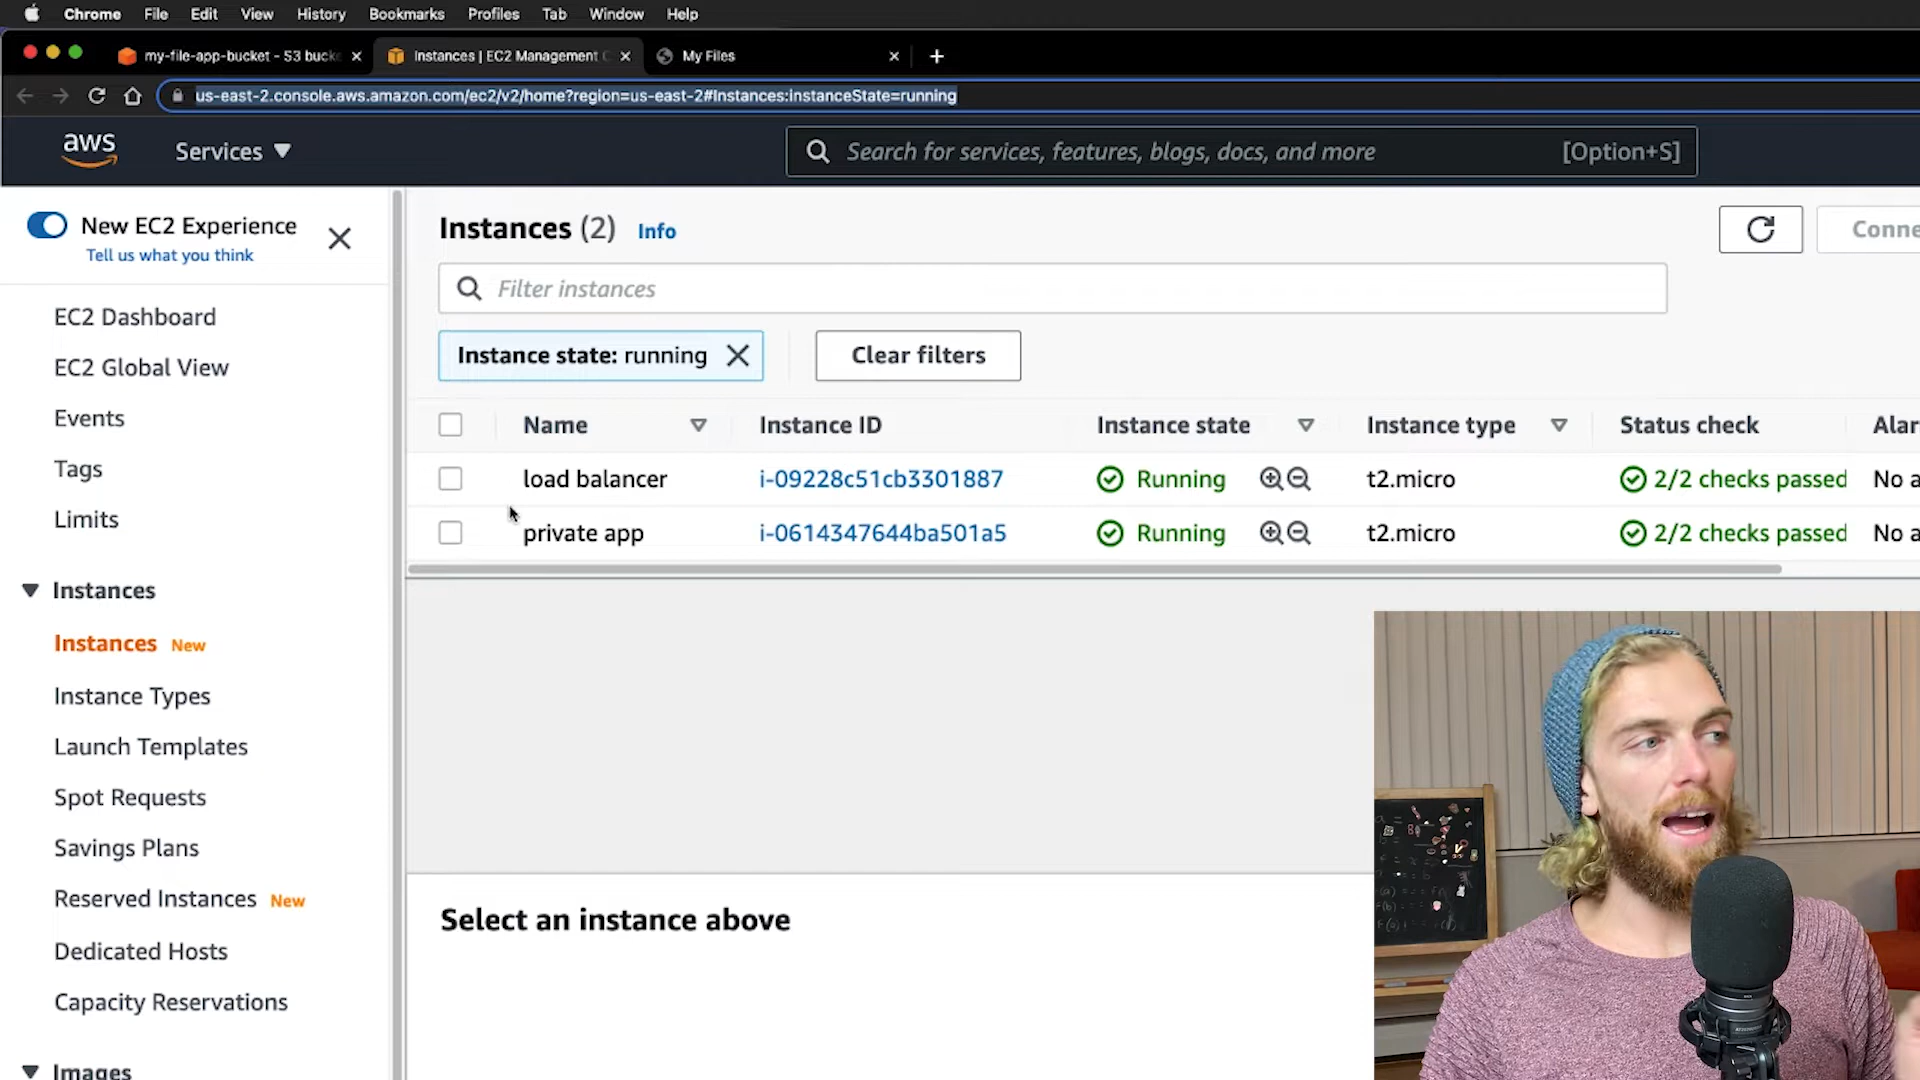 Chrome File Edit View History Bookmarks Profiles Tab Window Help
my-file-app-bucket - S3 bucke Instances | EC2 Management C My Files
us-east-2.console.aws.amazon.com/ec2/v2/home?region=us-east-2#Instances:instanceState=running
aws Services Search for services, features, blogs, docs, and more [Option+S]
New EC2 Experience
Tell us what you think
EC2 Dashboard
EC2 Global View
Events
Tags
Limits
Instances
Instances New
Instance Types
Launch Templates
Spot Requests
Savings Plans
Reserved Instances New
Dedicated Hosts
Capacity Reservations
Images
Instances (2) Info
Conne
Filter instances
Instance state: running Clear filters
Name Instance ID Instance state Instance type Status check Alar
load balancer i-09228c51cb3301887 Running t2.micro 2/2 checks passed No a
private app i-0614347644ba501a5 Running t2.micro 2/2 checks passed No a
Select an instance above